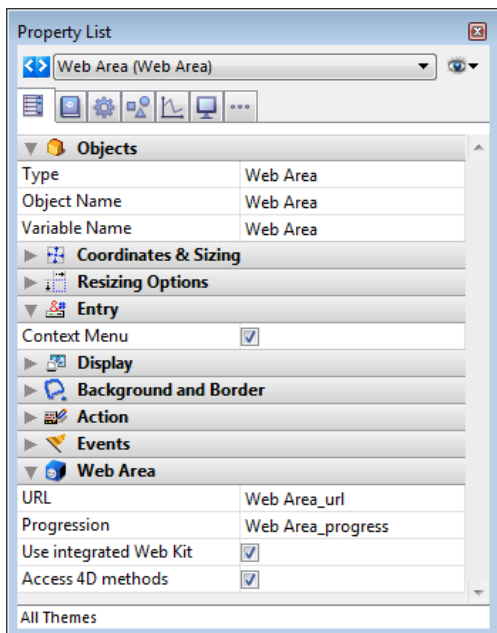 Property List
Web Area (Web Area)
Objects
Type Web Area
Object Name Web Area
Variable Name Web Area
Coordinates & Sizing
Resizing Options
Entry
Context Menu
Display
Background and Border
Action
Events
Web Area
URL Web Area_url
Progression Web Area_progress
Use integrated Web Kit
Access 4D methods
All Themes